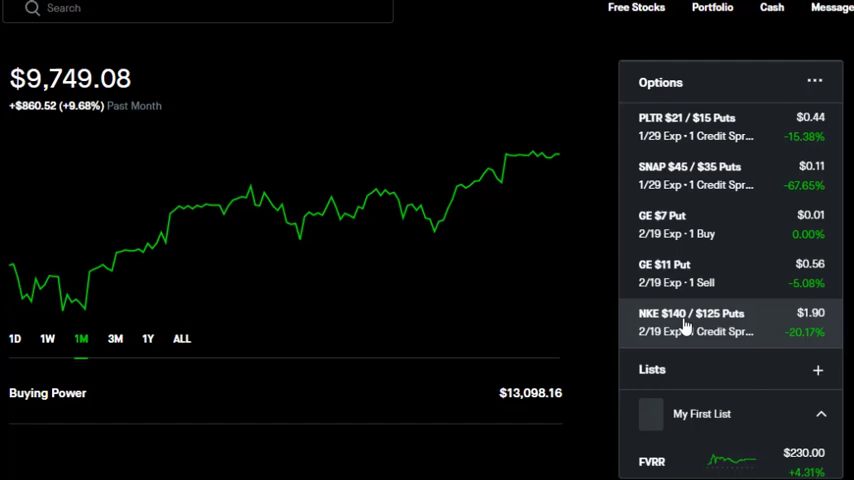 Search
Free Stocks
Portfolio
Cash
Message
$9,749.08
+$860.52 (+9.68%) Past Month
1D
1W
1M
3M
1Y
ALL
Buying Power
$13,098.16
Options
...
PLTR $21 / $15 Puts
$0.44
1/29 Exp • 1 Credit Spr...
-15.38%
SNAP $45 / $35 Puts
$0.11
1/29 Exp • 1 Credit Spr...
-67.65%
GE $7 Put
$0.01
2/19 Exp • 1 Buy
0.00%
GE $11 Put
$0.56
2/19 Exp • 1 Sell
-5.08%
NKE $140 / $125 Puts
$1.90
2/19 Exp Credit Spr...
-20.17%
Lists
+
My First List
FVRR
$230.00
+4.31%